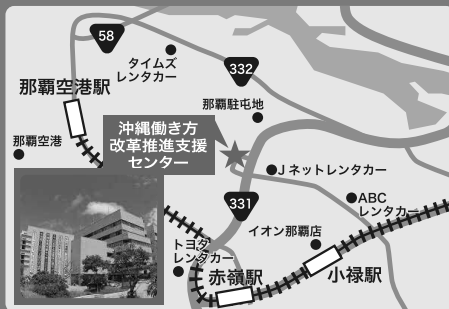 58
タイムズ
レンタカー
332
那覇空港駅
那覇駐屯地
沖縄働き方
改革推進支援
センター
那覇空港
Jネットレンタカー
331
ABC
レンタカー
トヨタ
レンタカー
イオン那覇店
赤嶺駅
小禄駅